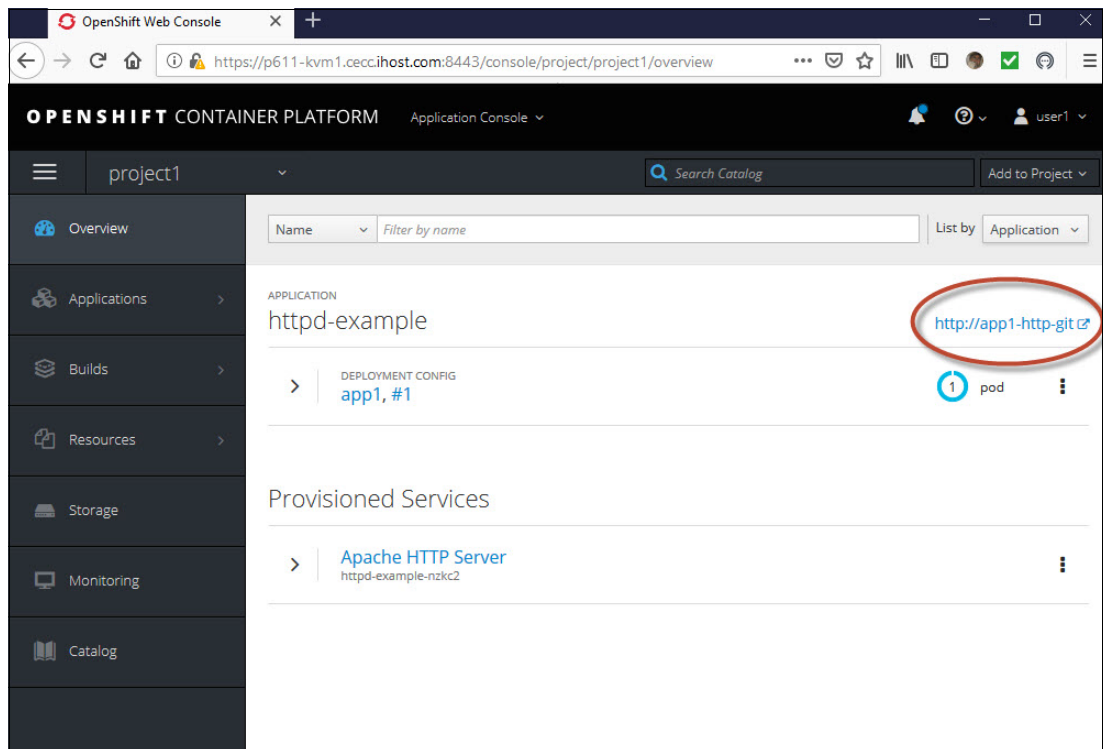 OpenShift Web Console
https://p611-kvm1.cecc.ihost.com:8443/console/project/project1/overview
OPENSHIFT CONTAINER PLATFORM Application Console user1
project1 Search Catalog Add to Project
Overview
Name Filter by name List by Application
Applications
APPLICATION
httpd-example
http://app1-http-git
Builds
DEPLOYMENT CONFIG
app1, #1
1 pod
Resources
Provisioned Services
Storage
Apache HTTP Server
httpd-example-nzkc2
Monitoring
Catalog